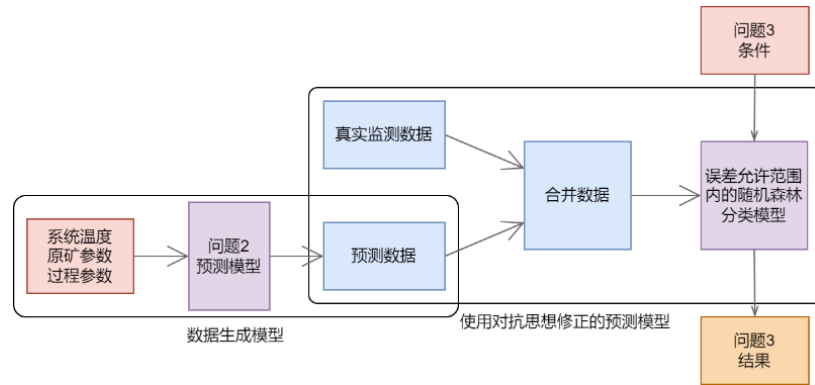 问题3
条件
真实监测数据
合并数据
误差允许范围
内的随机森林
分类模型
系统温度
原矿参数
过程参数
问题2
预测模型
预测数据
数据生成模型
使用对抗思想修正的预测模型
问题3
结果